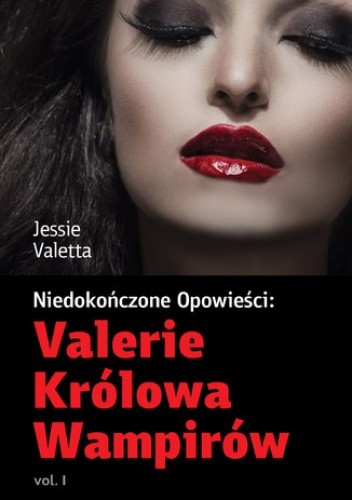 Jessie
Valetta
Niedokończone Opowieści:
Valerie
Królowa
Wampirów
vol. I